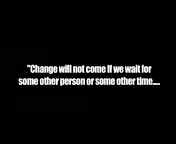 "Change will not come if we wait for
some other person or some other time....